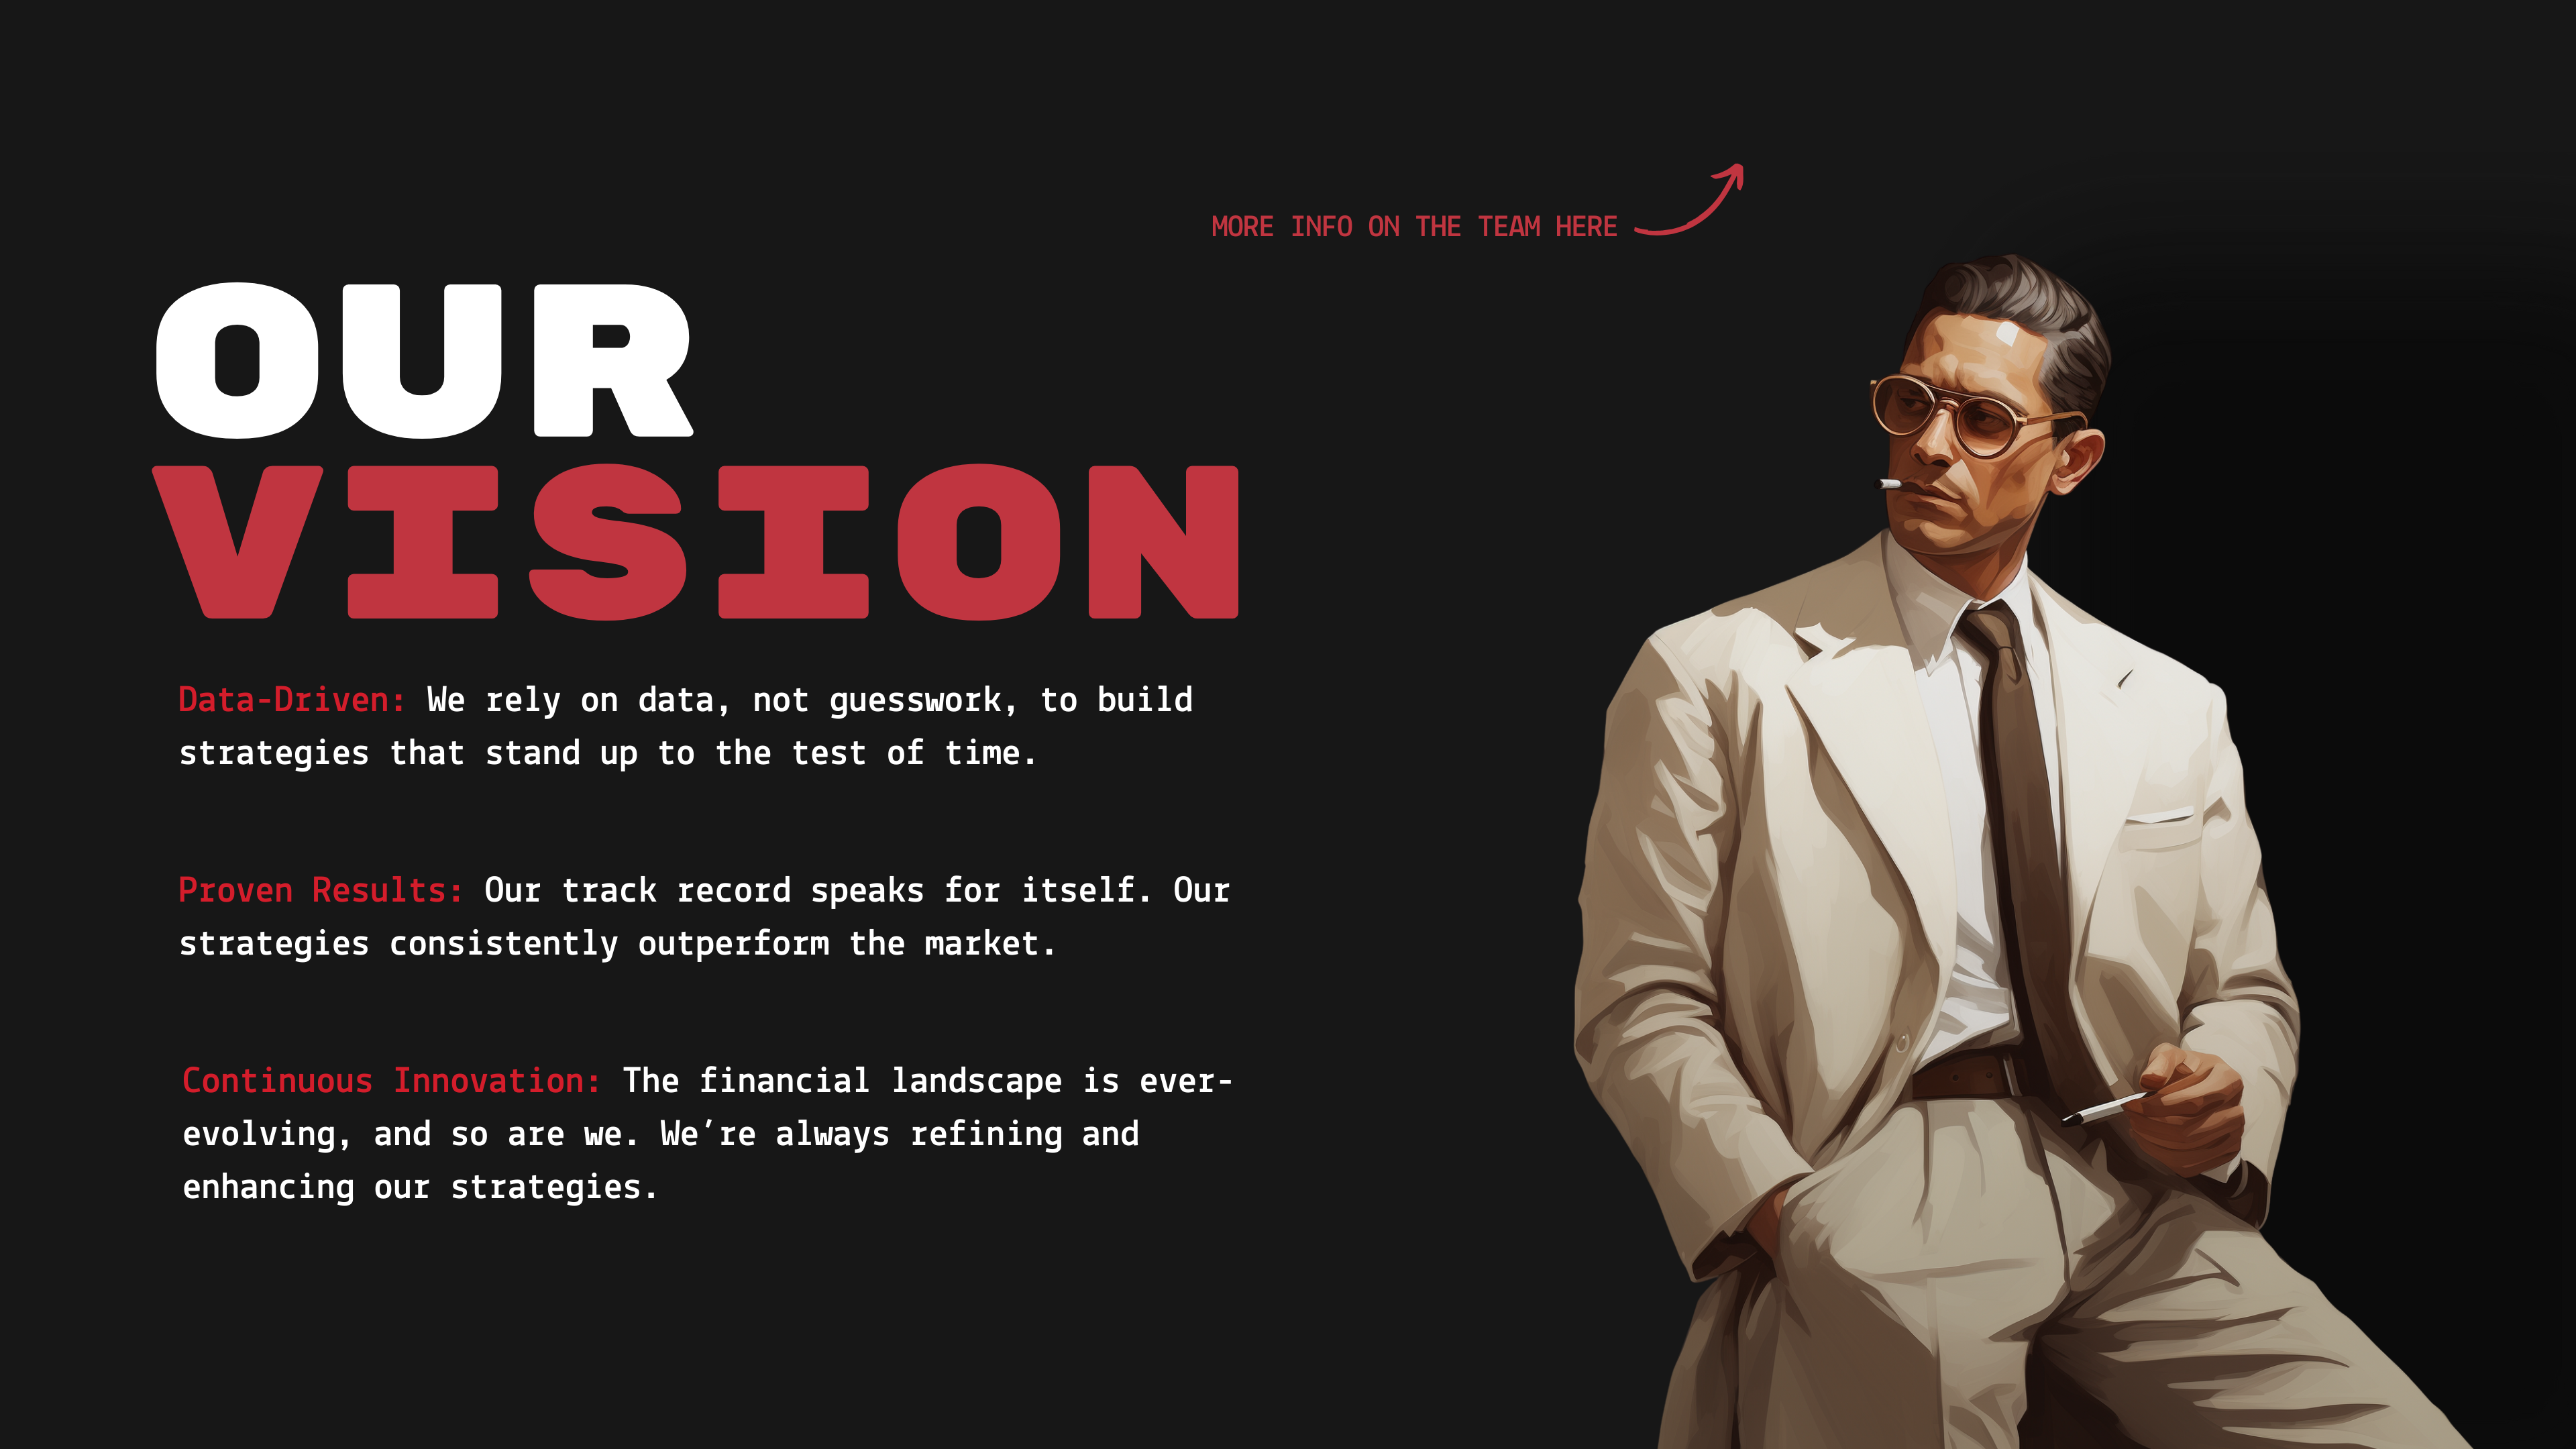 MORE INFO ON THE TEAM HERE
OUR
VISION
Data-Driven: We rely on data, not guesswork, to build
strategies that stand up to the test of time.
Proven Results: Our track record speaks for itself. Our
strategies consistently outperform the market.
Continuous Innovation: The financial landscape is ever-
evolving, and so are we. We’re always refining and
enhancing our strategies.